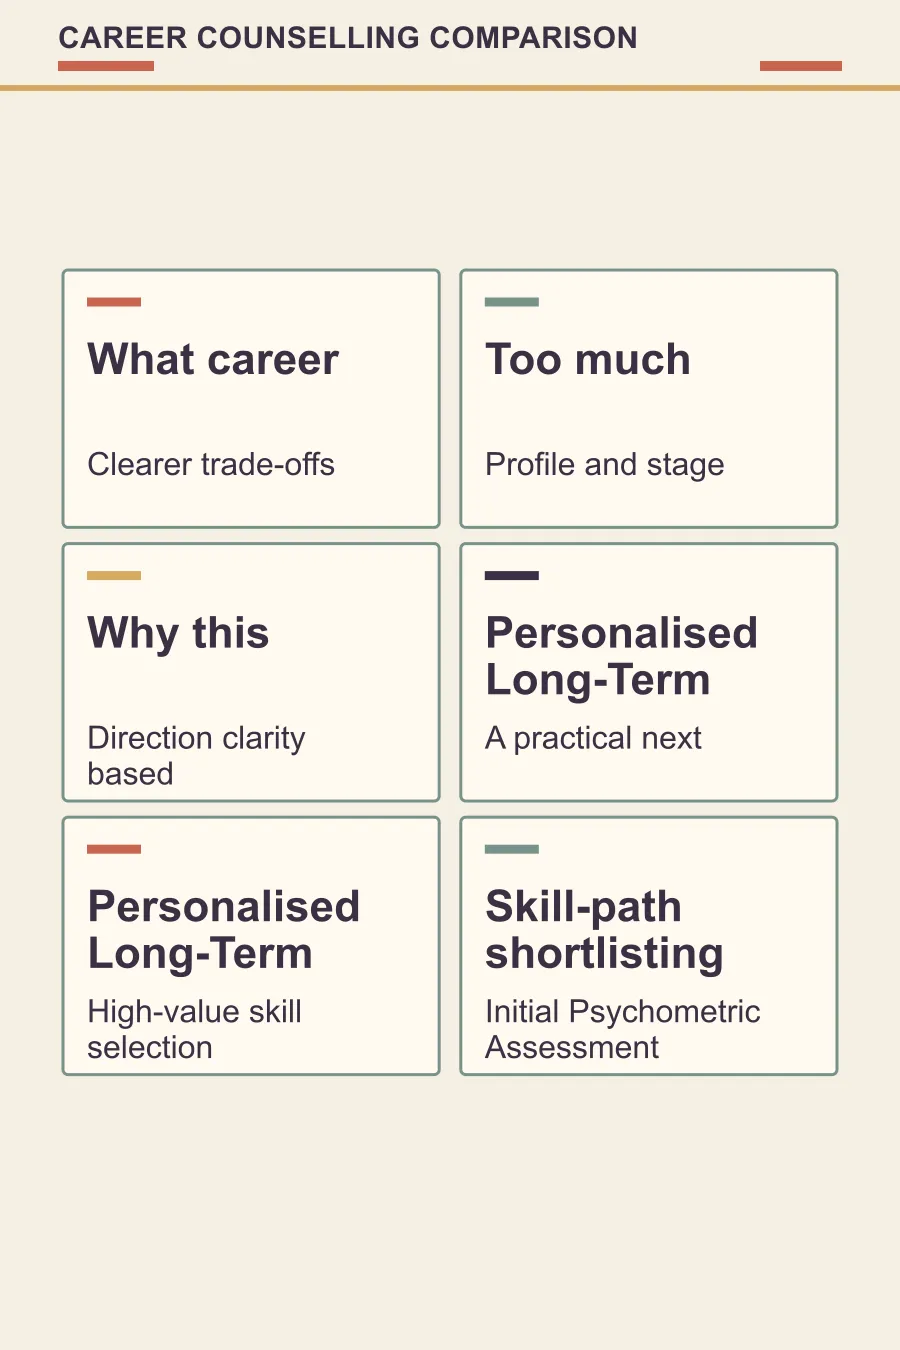 CAREER COUNSELLING COMPARISON
What career
Clearer trade-offs
Too much
Profile and stage
Why this
Direction clarity
based
Personalised
Long-Term
A practical next
Personalised
Long-Term
High-value skill
selection
Skill-path
shortlisting
Initial Psychometric
Assessment